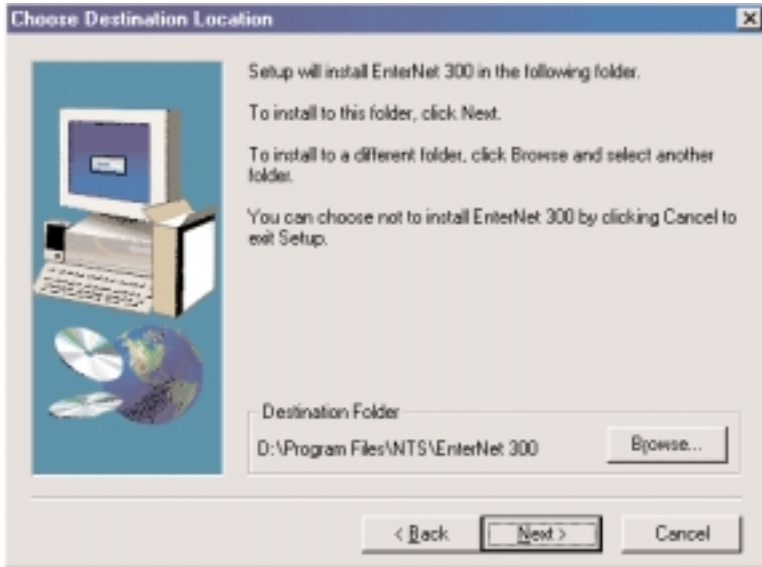 Choose Destination Location
Setup will install EnterNet 300 in the following folder.
To install to this folder, click Next.
To install to a different folder, click Browse and select another
folder.
You can choose not to install EnterNet 300 by clicking Cancel to
exit Setup.
Destination Folder
D:\Program Files\NTS\EnterNet 300
Browse...
< Back
Next >
Cancel